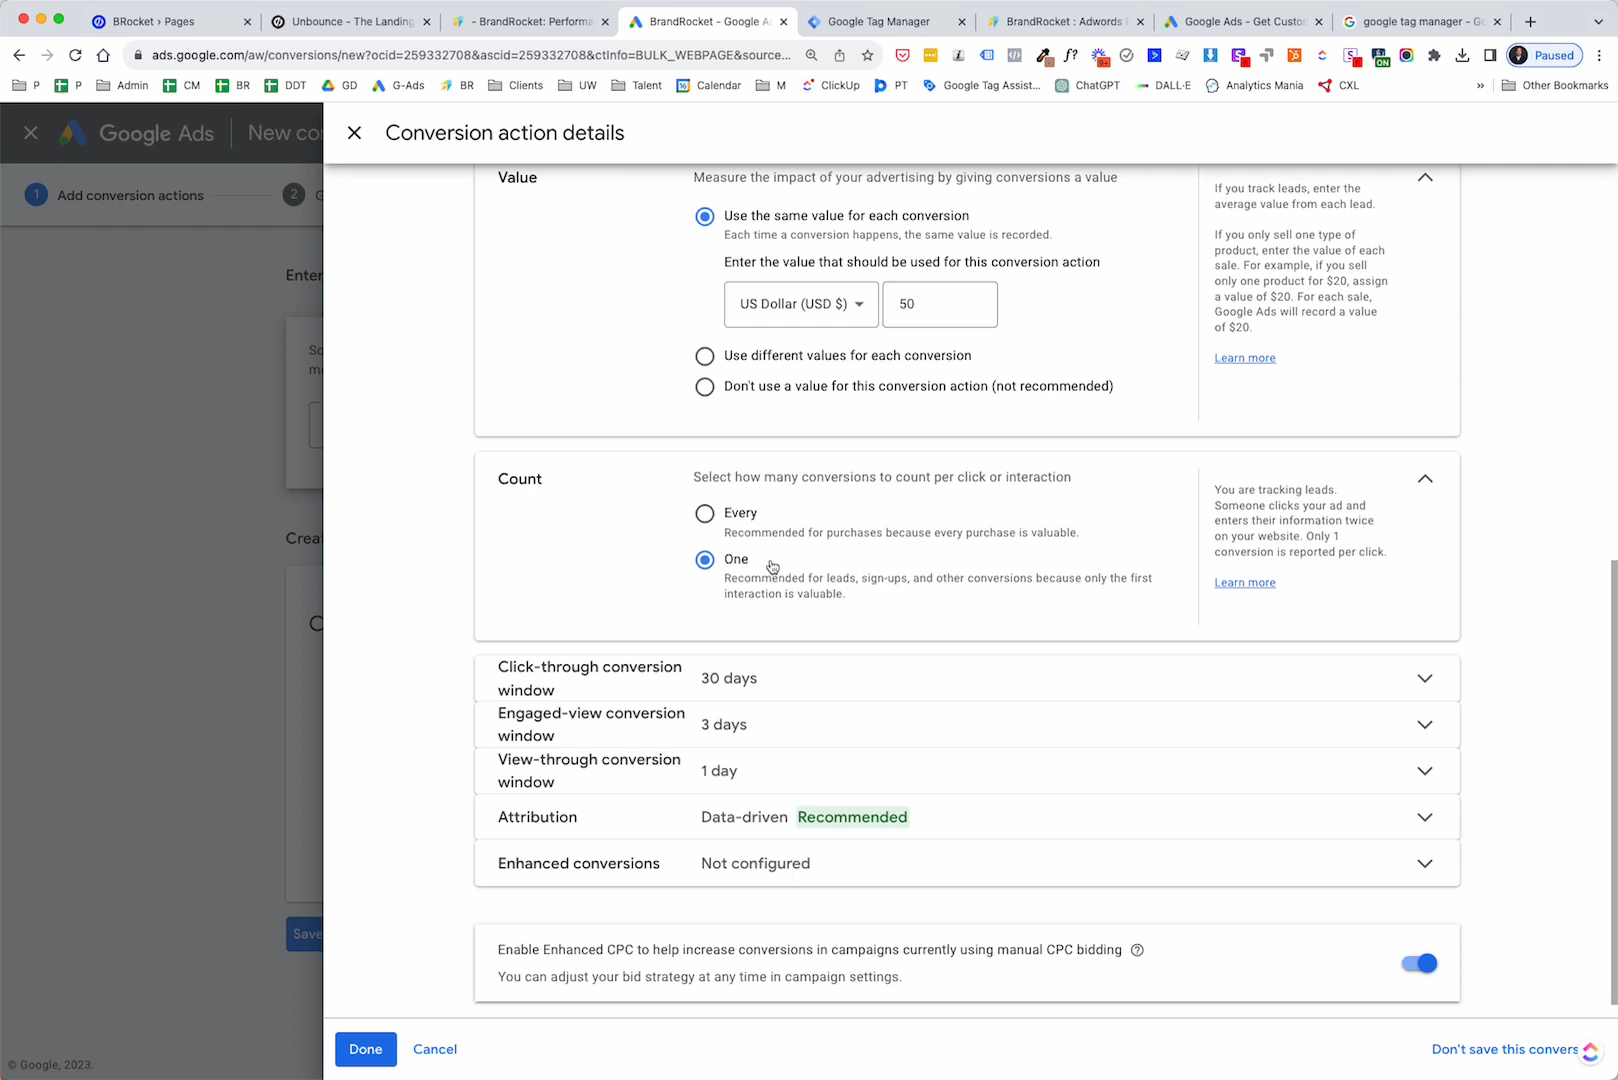 BRocket › Pages
Unbounce - The Landing
- BrandRocket: Performa
BrandRocket - Google A
Google Tag Manager
BrandRocket : Adwords
Google Ads - Get Custom
google tag manager - Go
ads.google.com/aw/conversions/new?ocid=259332708&ascid=259332708&ctInfo=BULK_WEBPAGE&source...
Paused
P
P
Admin
CM
BR
DDT
GD
G-Ads
BR
Clients
UW
Talent
Calendar
M
ClickUp
PT
Google Tag Assist...
ChatGPT
DALL·E
Analytics Mania
CXL
»
Other Bookmarks
Google Ads
New con
Conversion action details
1
Add conversion actions
2
G
Enter
So
Crea
Save
© Google, 2023.
Value
Measure the impact of your advertising by giving conversions a value
Use the same value for each conversion
Each time a conversion happens, the same value is recorded.
Enter the value that should be used for this conversion action
US Dollar (USD $)
50
Use different values for each conversion
Don't use a value for this conversion action (not recommended)
If you track leads, enter the
average value from each lead.
If you only sell one type of
product, enter the value of each
sale. For example, if you sell
only one product for $20, assign
a value of $20. For each sale,
Google Ads will record a value
of $20.
Learn more
Count
Select how many conversions to count per click or interaction
Every
Recommended for purchases because every purchase is valuable.
One
Recommended for leads, sign-ups, and other conversions because only the first
interaction is valuable.
You are tracking leads.
Someone clicks your ad and
enters their information twice
on your website. Only 1
conversion is reported per click.
Learn more
Click-through conversion
window
30 days
Engaged-view conversion
window
3 days
View-through conversion
window
1 day
Attribution
Data-driven Recommended
Enhanced conversions
Not configured
Enable Enhanced CPC to help increase conversions in campaigns currently using manual CPC bidding
You can adjust your bid strategy at any time in campaign settings.
Done
Cancel
Don't save this convers